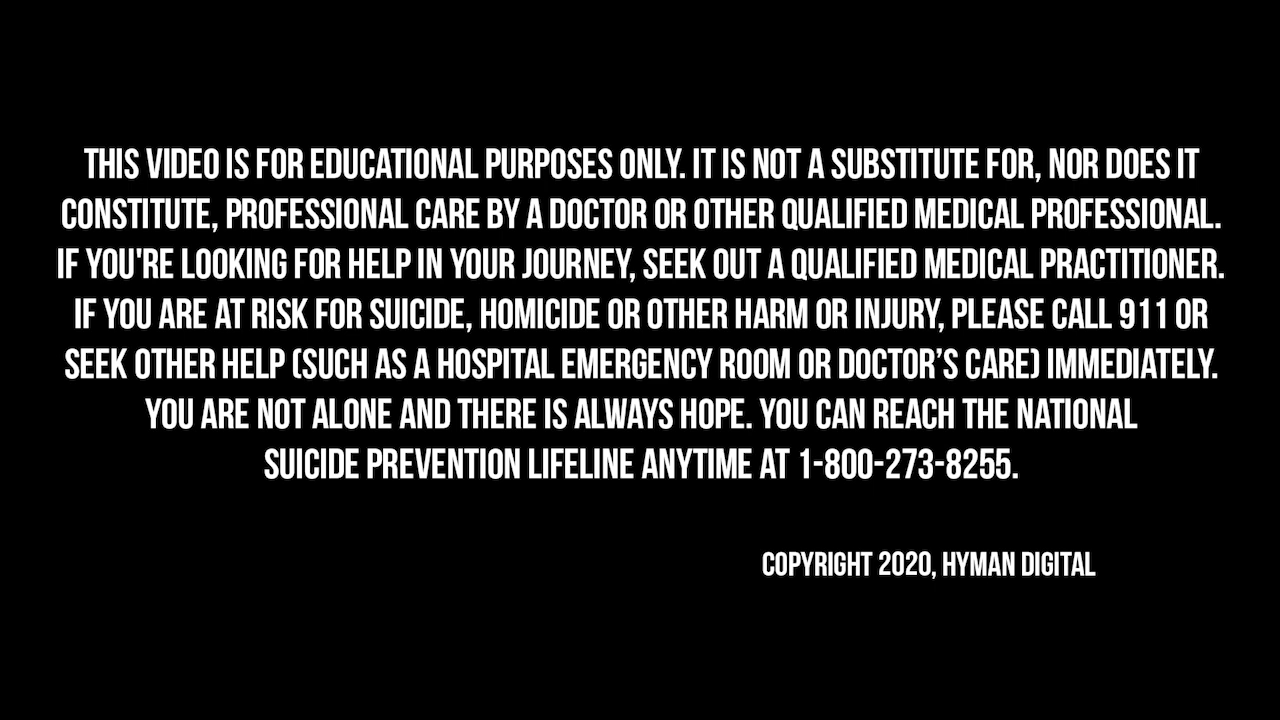 THIS VIDEO IS FOR EDUCATIONAL PURPOSES ONLY. IT IS NOT A SUBSTITUTE FOR, NOR DOES IT
CONSTITUTE, PROFESSIONAL CARE BY A DOCTOR OR OTHER QUALIFIED MEDICAL PROFESSIONAL.
IF YOU'RE LOOKING FOR HELP IN YOUR JOURNEY, SEEK OUT A QUALIFIED MEDICAL PRACTITIONER.
IF YOU ARE AT RISK FOR SUICIDE, HOMICIDE OR OTHER HARM OR INJURY, PLEASE CALL 911 OR
SEEK OTHER HELP (SUCH AS A HOSPITAL EMERGENCY ROOM OR DOCTOR’S CARE) IMMEDIATELY.
YOU ARE NOT ALONE AND THERE IS ALWAYS HOPE. YOU CAN REACH THE NATIONAL
SUICIDE PREVENTION LIFELINE ANYTIME AT 1-800-273-8255.
COPYRIGHT 2020, HYMAN DIGITAL